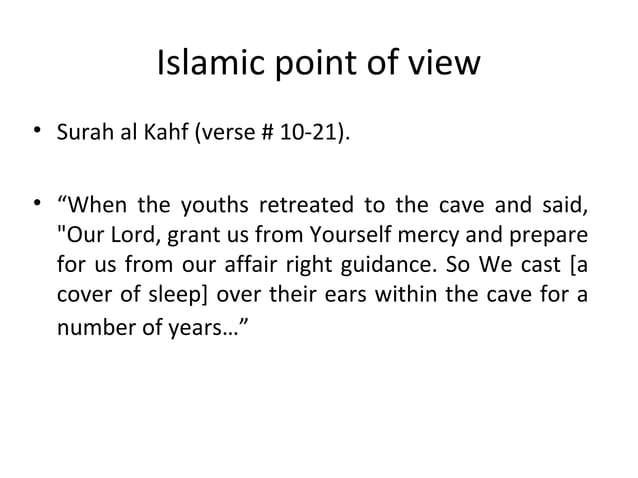 Islamic point of view
• Surah al Kahf (verse # 10-21).
• “When the youths retreated to the cave and said,
"Our Lord, grant us from Yourself mercy and prepare
for us from our affair right guidance. So We cast [a
cover of sleep] over their ears within the cave for a
number of years…”